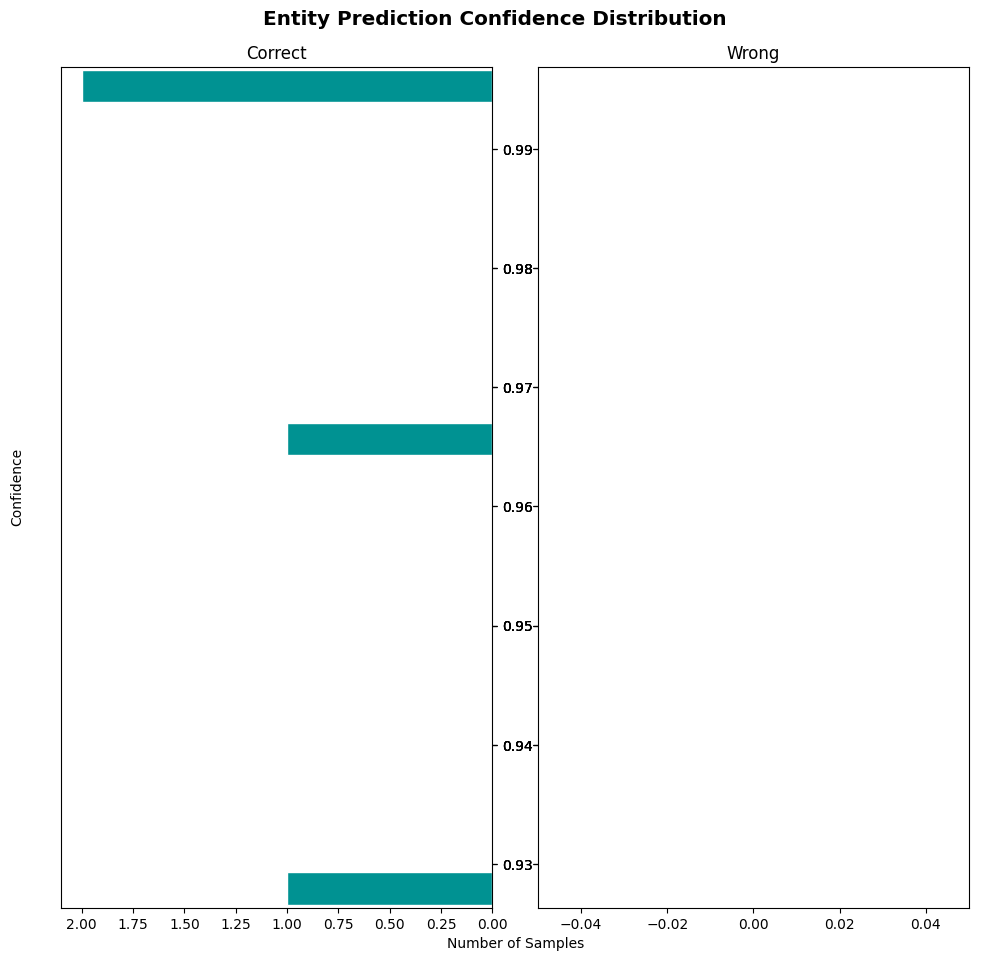 Entity Prediction Confidence Distribution
Correct
Wrong
0.99
0.98
0.97
0.96
0.95
0.94
0.93
Confidence
2.00 1.75 1.50 1.25 1.00 0.75 0.50 0.25 0.00
−0.04 −0.02 0.00 0.02 0.04
Number of Samples